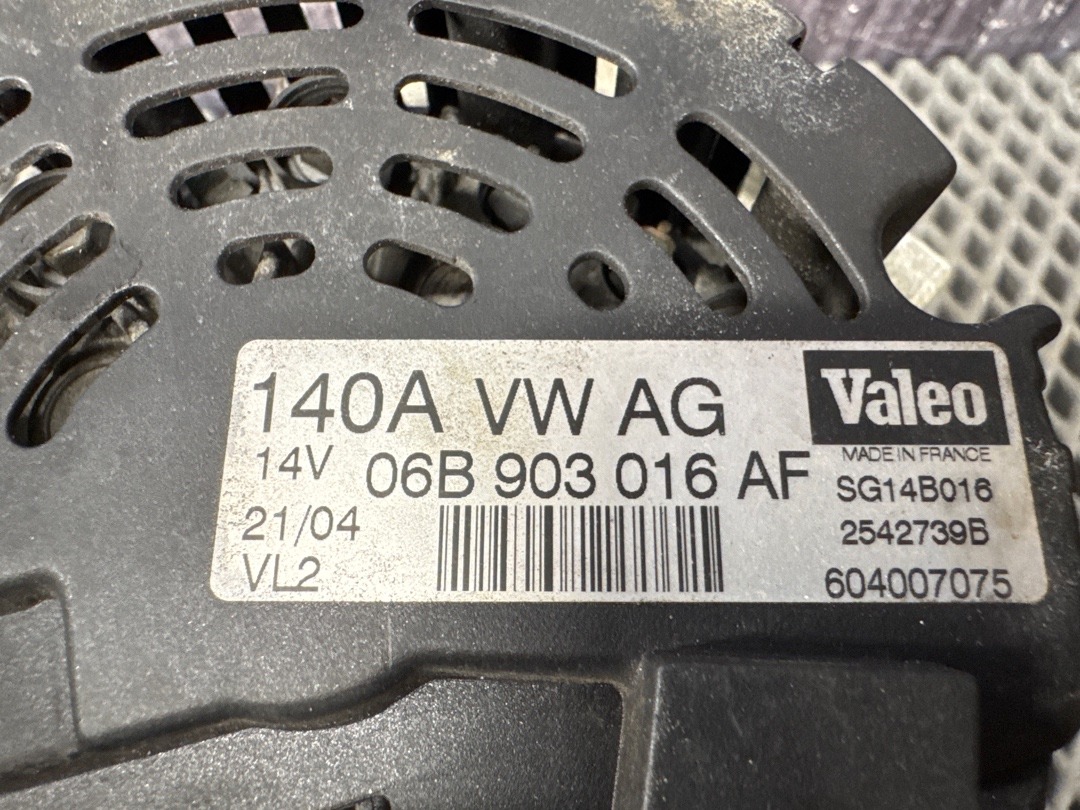 140A VW AG
Valeo
MADE IN FRANCE
14V 06B 903 016 AF
SG14B016
21/04
2542739B
VL2
604007075